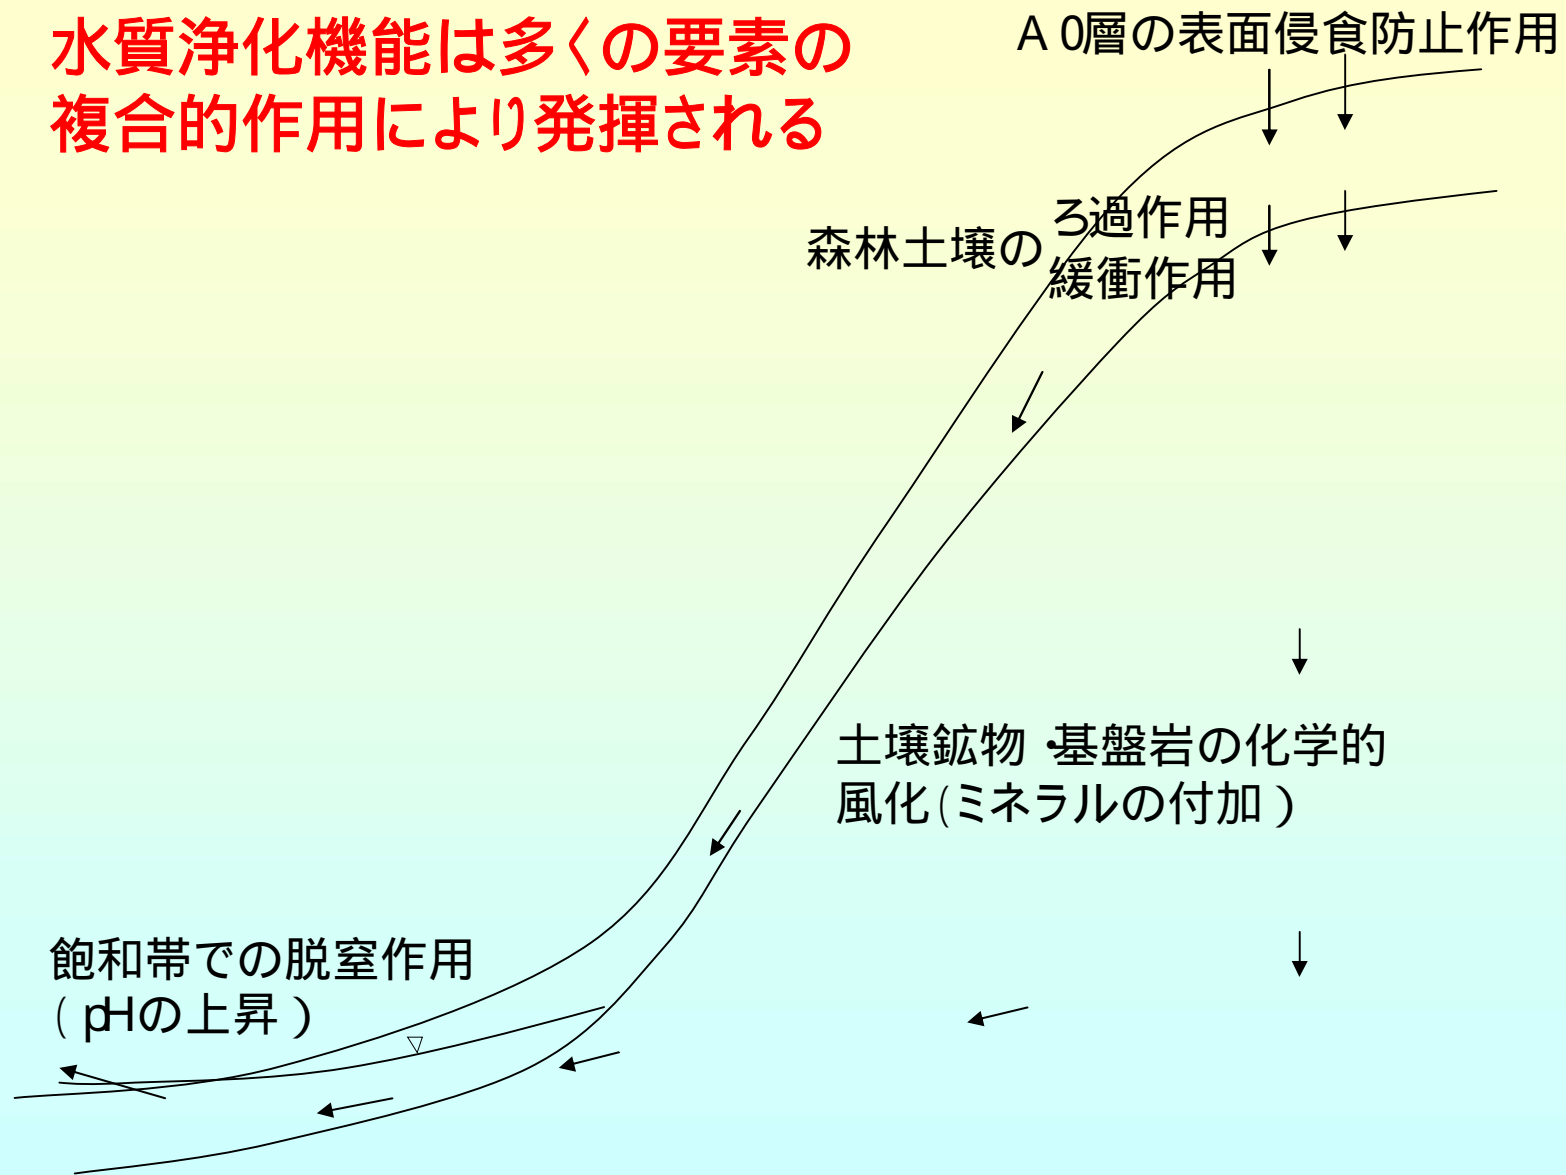 水質浄化機能は多くの要素の
複合的作用により発揮される
A0層の表面侵食防止作用
森林土壌の
ろ過作用
緩衝作用
土壌鉱物・基盤岩の化学的
風化(ミネラルの付加)
飽和帯での脱窒作用
(pHの上昇)